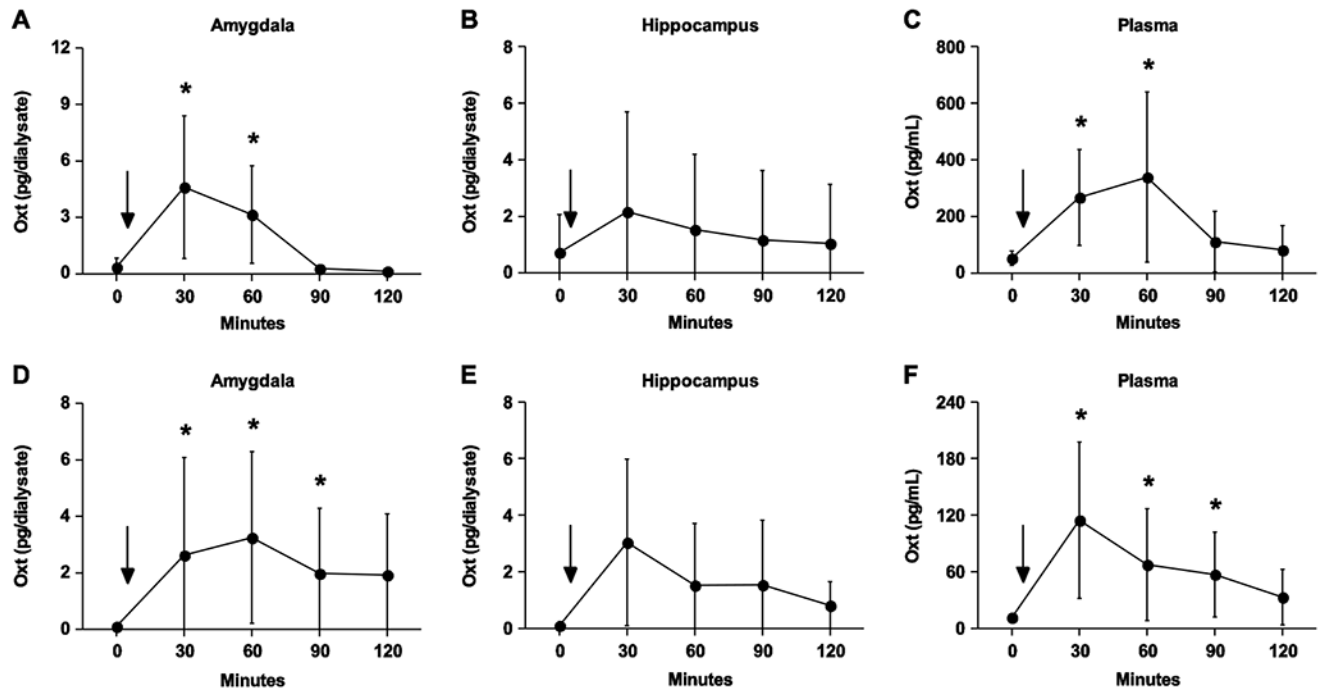 A
Amygdala
Oxt (pg/dialysate)
12
9
6
3
0
*
*
0 30 60 90 120
Minutes
B
Hippocampus
Oxt (pg/dialysate)
8
6
4
2
0
0 30 60 90 120
Minutes
C
Plasma
Oxt (pg/mL)
800
600
400
200
0
*
*
0 30 60 90 120
Minutes
D
Amygdala
Oxt (pg/dialysate)
8
6
4
2
0
*
*
*
0 30 60 90 120
Minutes
E
Hippocampus
Oxt (pg/dialysate)
8
6
4
2
0
0 30 60 90 120
Minutes
F
Plasma
Oxt (pg/mL)
240
180
120
60
0
*
*
*
0 30 60 90 120
Minutes